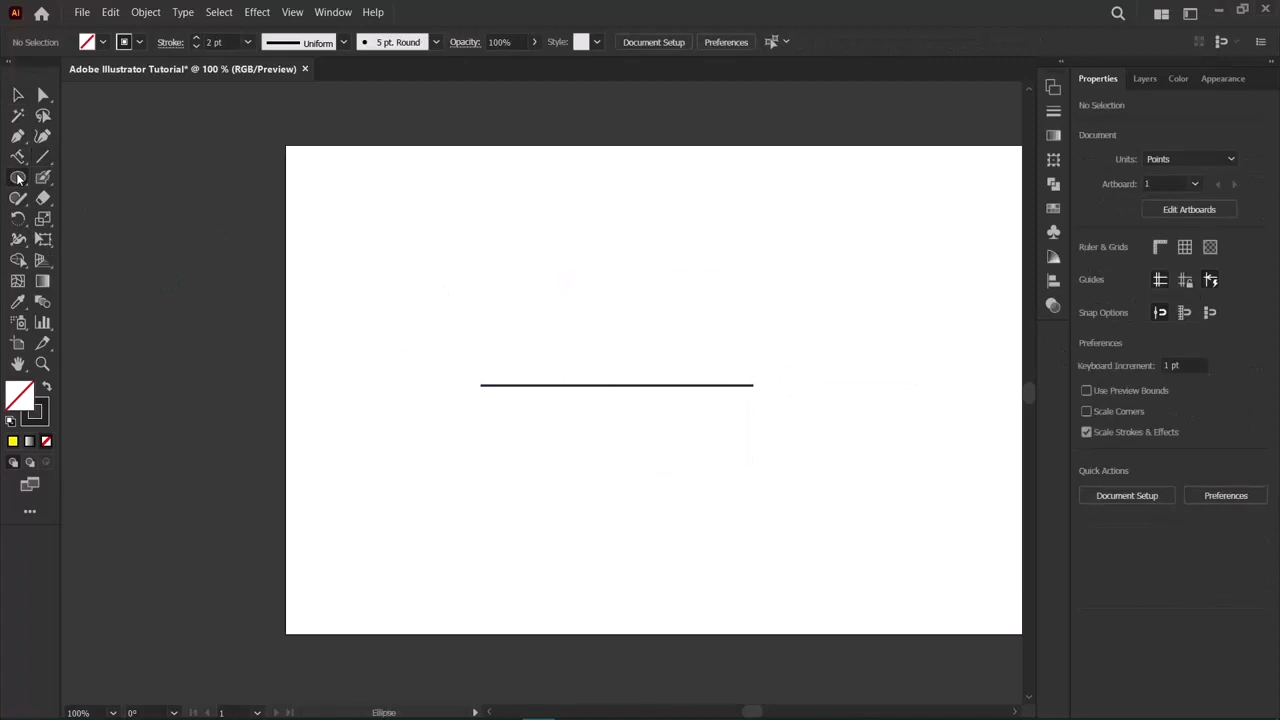 Ai File Edit Object Type Select Effect View Window Help
No Selection Stroke: 2 pt Uniform 5 pt. Round Opacity: 100% Style: Document Setup Preferences
Adobe Illustrator Tutorial* @ 100 % (RGB/Preview) ×
Properties Layers Color Appearance
No Selection
Document
Units: Points
Artboard: 1
Edit Artboards
Ruler & Grids
Guides
Snap Options
Preferences
Keyboard Increment: 1 pt
Use Preview Bounds
Scale Corners
Scale Strokes & Effects
Quick Actions
Document Setup Preferences
100% 0° 1 Ellipse